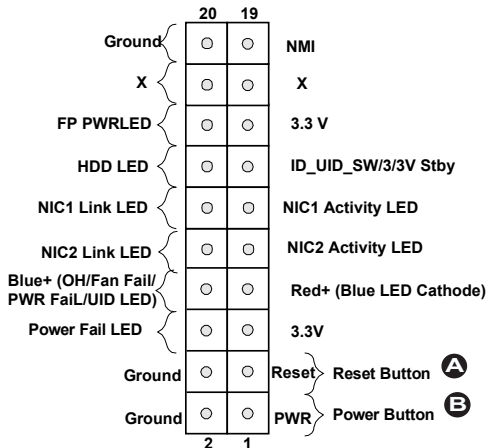 20 19
Ground NMI
X X
FP PWRLED 3.3 V
HDD LED ID_UID_SW/3/3V Stby
NIC1 Link LED NIC1 Activity LED
NIC2 Link LED NIC2 Activity LED
Blue+ (OH/Fan Fail/
PWR FaiL/UID LED) Red+ (Blue LED Cathode)
Power Fail LED 3.3V
Ground Reset Reset Button A
Ground PWR Power Button B
2 1